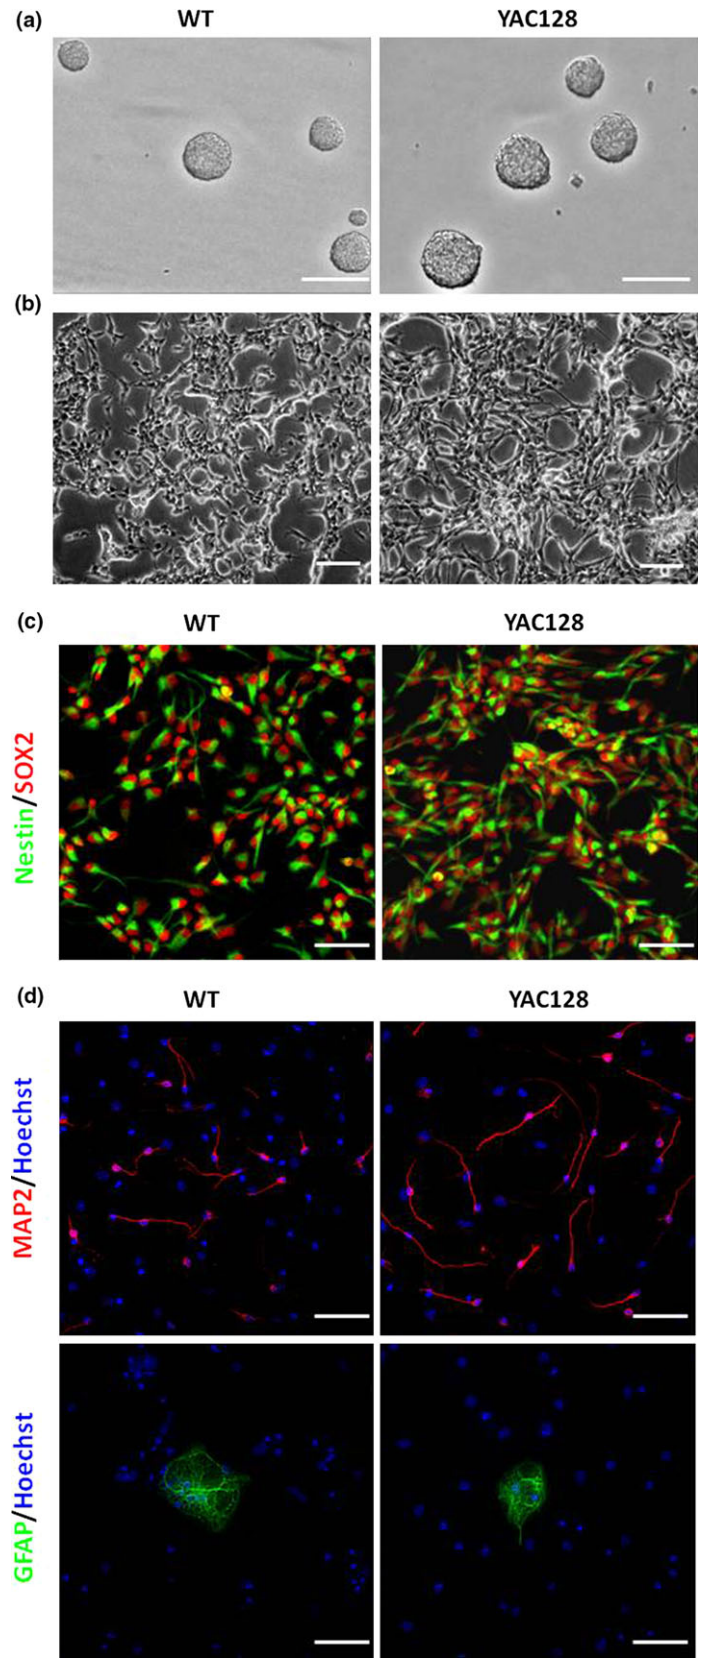 (a)
WT YAC128
(b)
(c)
WT YAC128
Nestin/SOX2
(d)
WT YAC128
MAP2/Hoechst
GFAP/Hoechst